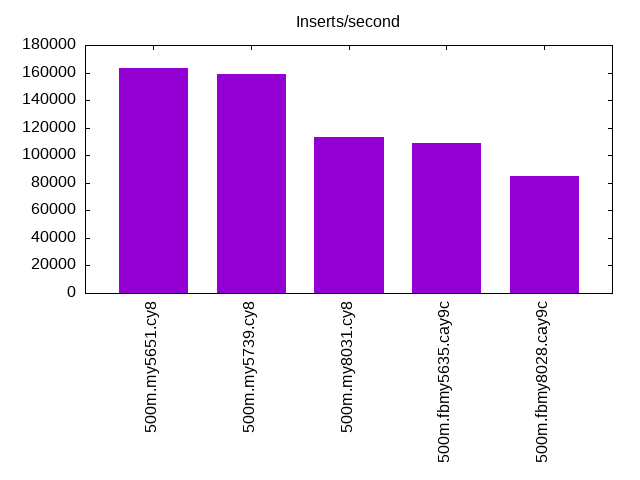 Inserts/second
180000
160000
140000
120000
100000
80000
60000
40000
20000
0
500m.my5651.cy8
500m.my5739.cy8
500m.my8031.cy8
500m.fbmy5635.cay9c
500m.fbmy8028.cay9c